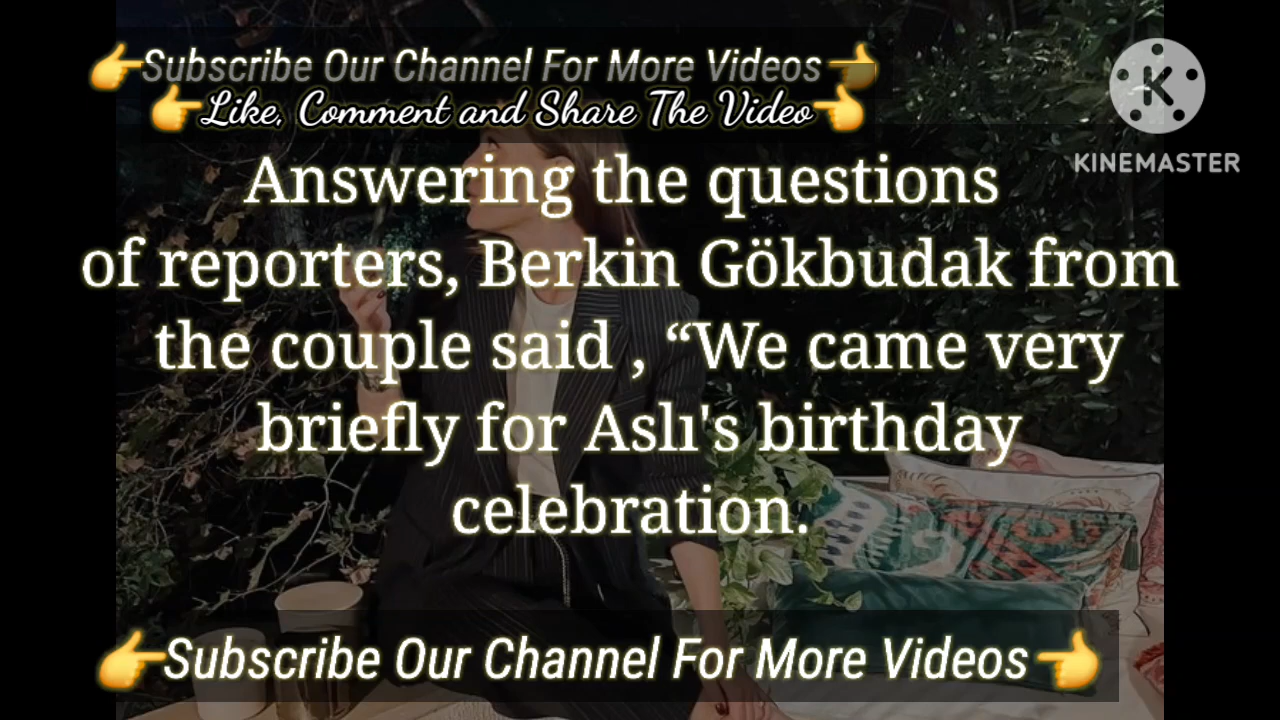 👉Subscribe Our Channel For More Videos👈
👉Like, Comment and Share The Video👈
KINEMASTER
Answering the questions
of reporters, Berkin Gökbudak from
the couple said , “We came very
briefly for Aslı's birthday
celebration.
👉Subscribe Our Channel For More Videos👈